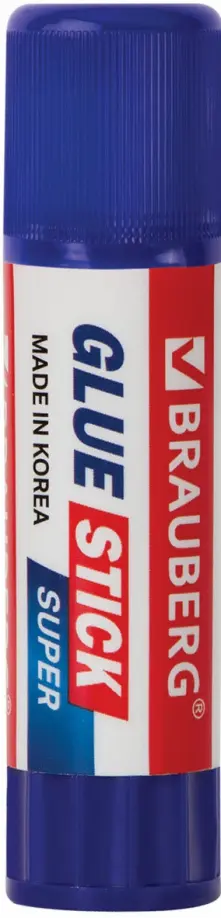 BRAUBERG®
GLUE STICK
SUPER
MADE IN KOREA